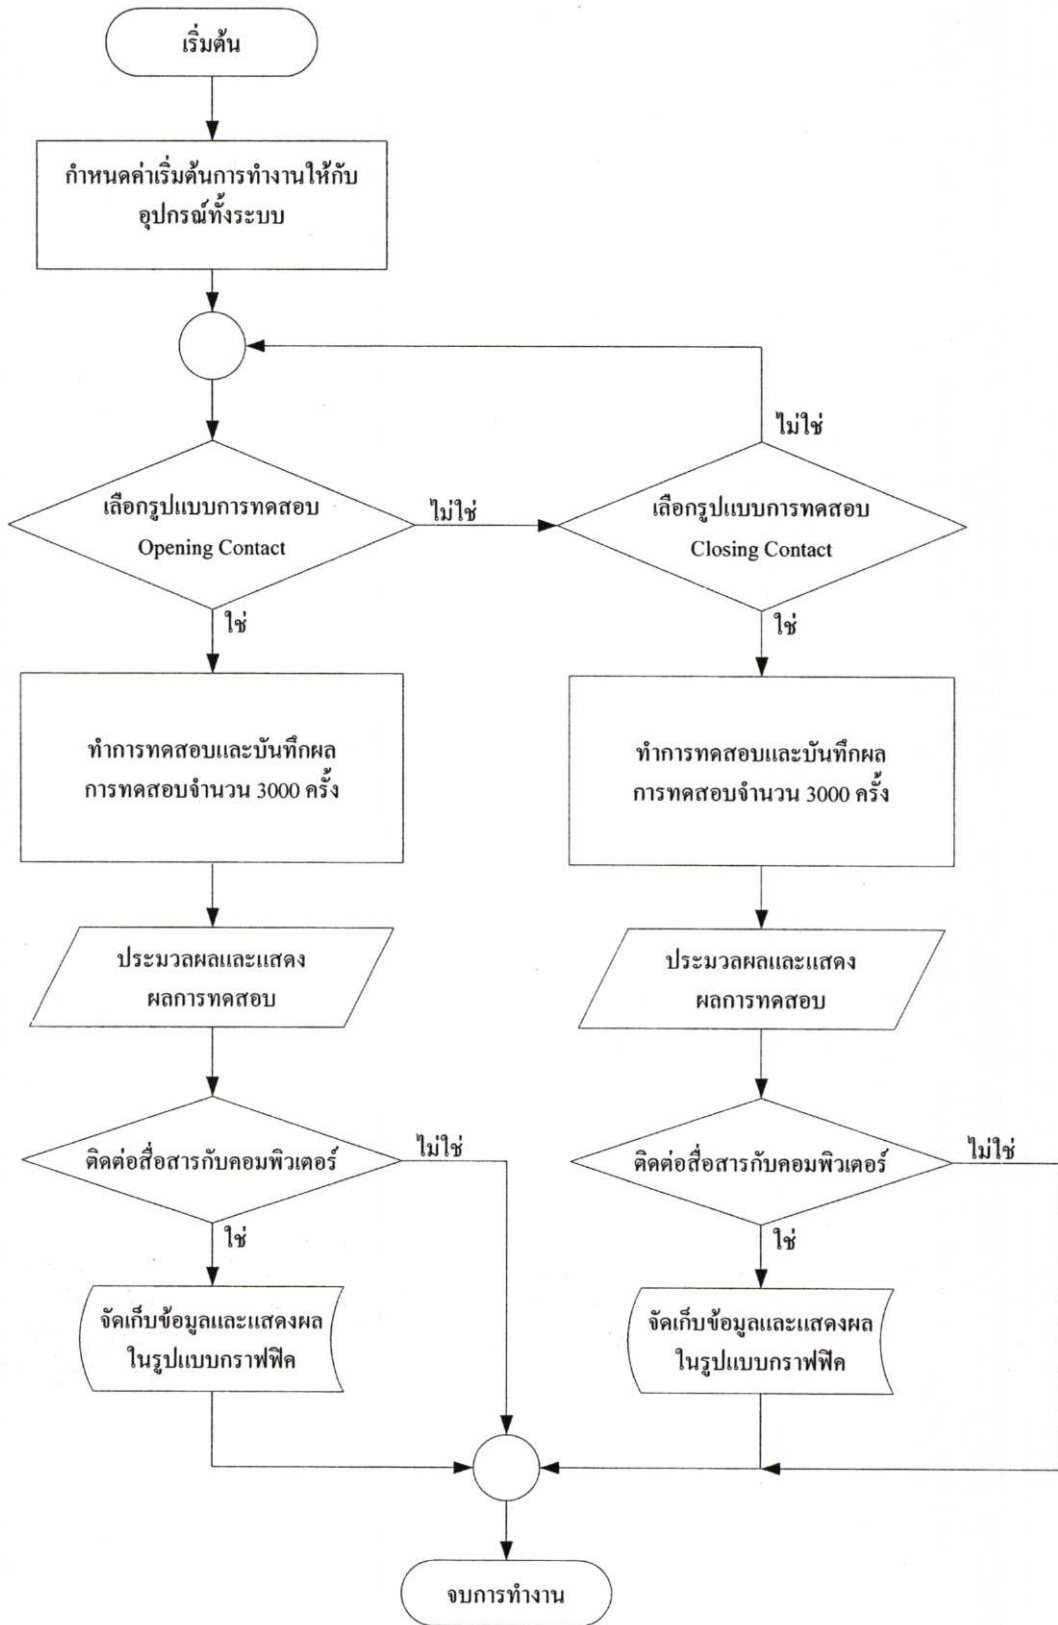 เริ่มต้น
กำหนดค่าเริ่มต้นการทำงานให้กับ
อุปกรณ์ทั้งระบบ
ไม่ใช่
เลือกรูปแบบการทดสอบ
Opening Contact
ไม่ใช่
เลือกรูปแบบการทดสอบ
Closing Contact
ใช่
ใช่
ทำการทดสอบและบันทึกผล
การทดสอบจำนวน 3000 ครั้ง
ทำการทดสอบและบันทึกผล
การทดสอบจำนวน 3000 ครั้ง
ประมวลผลและแสดง
ผลการทดสอบ
ประมวลผลและแสดง
ผลการทดสอบ
ติดต่อสื่อสารกับคอมพิวเตอร์
ไม่ใช่
ติดต่อสื่อสารกับคอมพิวเตอร์
ไม่ใช่
ใช่
ใช่
จัดเก็บข้อมูลและแสดงผล
ในรูปแบบกราฟฟิค
จัดเก็บข้อมูลและแสดงผล
ในรูปแบบกราฟฟิค
จบการทำงาน